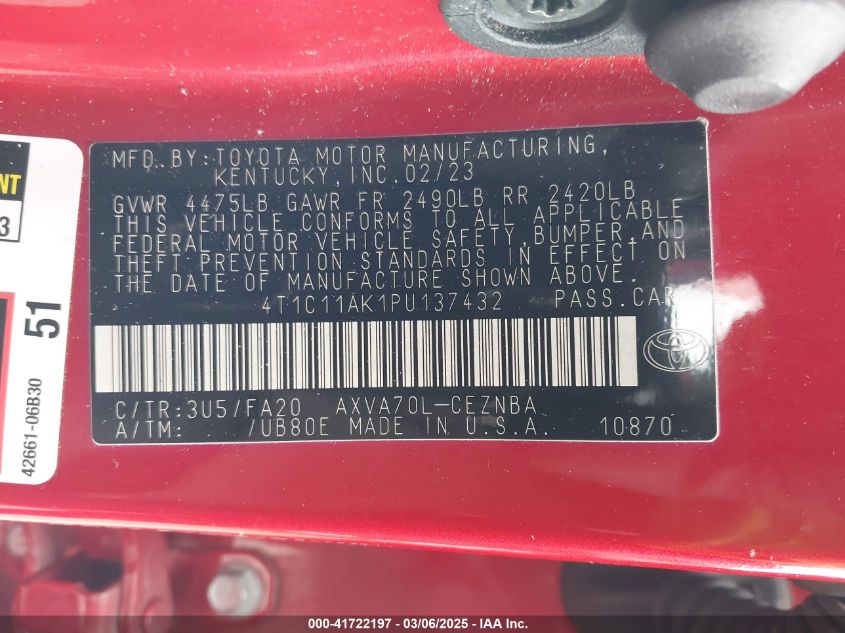 NT
3
51
42661-06B30
MFD.BY:TOYOTA MOTOR MANUFACTURING,
KENTUCKY,INC.02/23
GVWR 4475LB GAWR FR 2490LB RR 2420LB
THIS VEHICLE CONFORMS TO ALL APPLICABLE
FEDERAL MOTOR VEHICLE SAFETY,BUMPER,AND
THEFT PREVENTION STANDARDS IN EFFECT ON
THE DATE OF MANUFACTURE SHOWN ABOVE.
4T1C11AK1PU137432 PASS.CAR
C/TR:3U5/FA20 AXVA70L-CEZNBA
A/TM: /UB80E MADE IN U.S.A. 10870
000-41722197 - 03/06/2025 - IAA Inc.